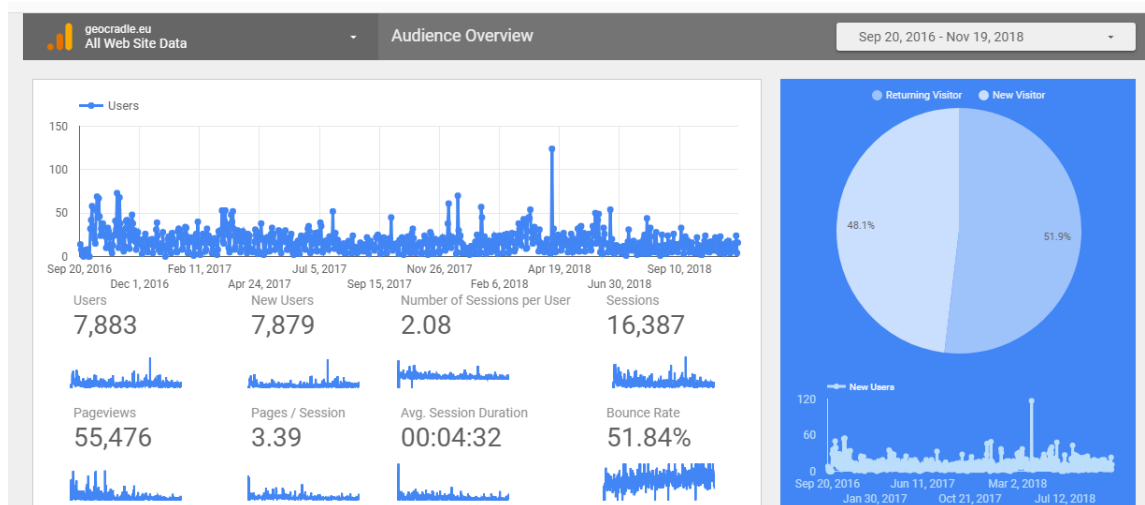 geocradle.eu
All Web Site Data
Audience Overview
Sep 20, 2016 - Nov 19, 2018
Users
150
100
50
0
Sep 20, 2016 Feb 11, 2017 Jul 5, 2017 Nov 26, 2017 Apr 19, 2018 Sep 10, 2018
Dec 1, 2016 Apr 24, 2017 Sep 15, 2017 Feb 6, 2018 Jun 30, 2018
Users New Users Number of Sessions per User Sessions
7,883 7,879 2.08 16,387
Pageviews Pages / Session Avg. Session Duration Bounce Rate
55,476 3.39 00:04:32 51.84%
Returning Visitor New Visitor
48.1% 51.9%
New Users
120
60
0
Sep 20, 2016 Jun 11, 2017 Mar 2, 2018
Jan 30, 2017 Oct 21, 2017 Jul 12, 2018